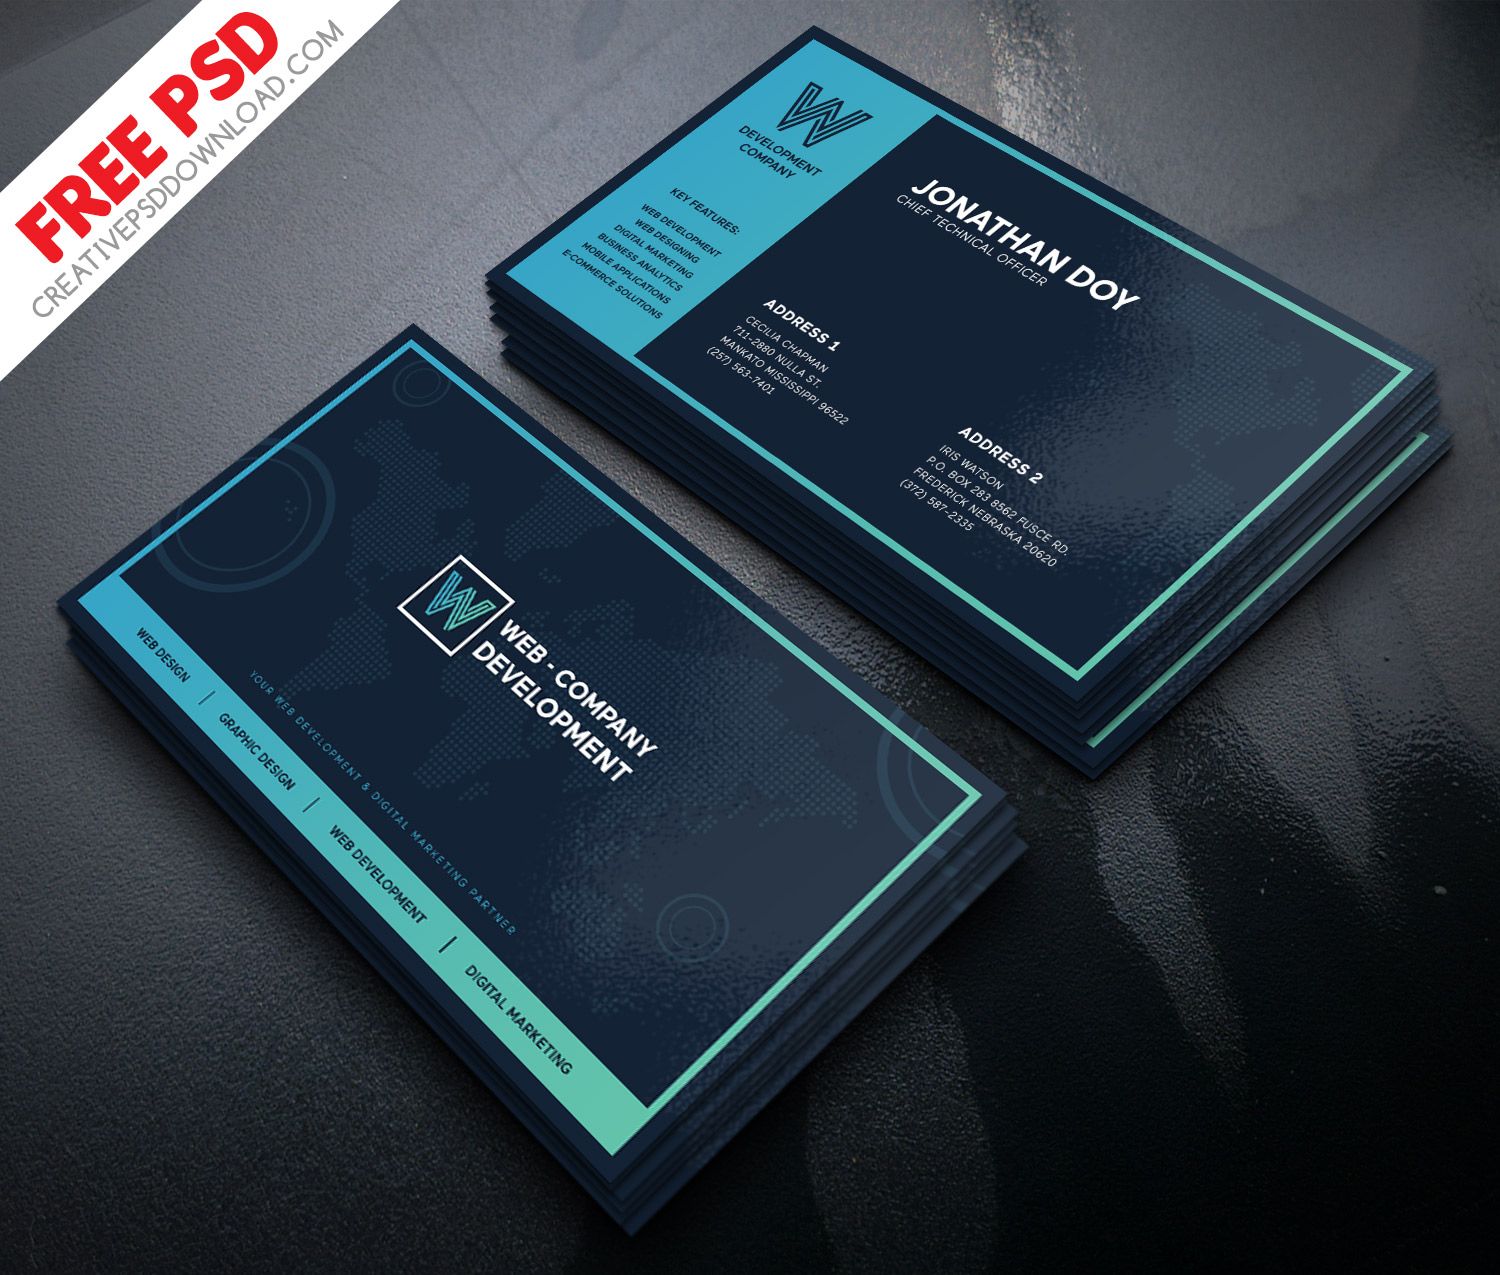 FREE PSD
CREATIVEPSDDOWNLOAD.COM
W
DEVELOPMENT
COMPANY
KEY FEATURES:
WEB DEVELOPMENT
WEB DESIGNING
DIGITAL MARKETING
BUSINESS ANALYTICS
MOBILE APPLICATIONS
E-COMMERCE SOLUTIONS
JONATHAN DOY
CHIEF TECHNICAL OFFICER
ADDRESS 1
CECILIA CHAPMAN
711-2880 NULLA ST.
MANKATO MISSISSIPPI 96522
(257) 563-7401
ADDRESS 2
IRIS WATSON
P.O. BOX 283 8562 FUSCE RD.
FREDERICK NEBRASKA 20620
(372) 587-2335
W
WEB - COMPANY
DEVELOPMENT
YOUR WEB DEVELOPMENT & DIGITAL MARKETING PARTNER
WEB DESIGN | GRAPHIC DESIGN | WEB DEVELOPMENT | DIGITAL MARKETING